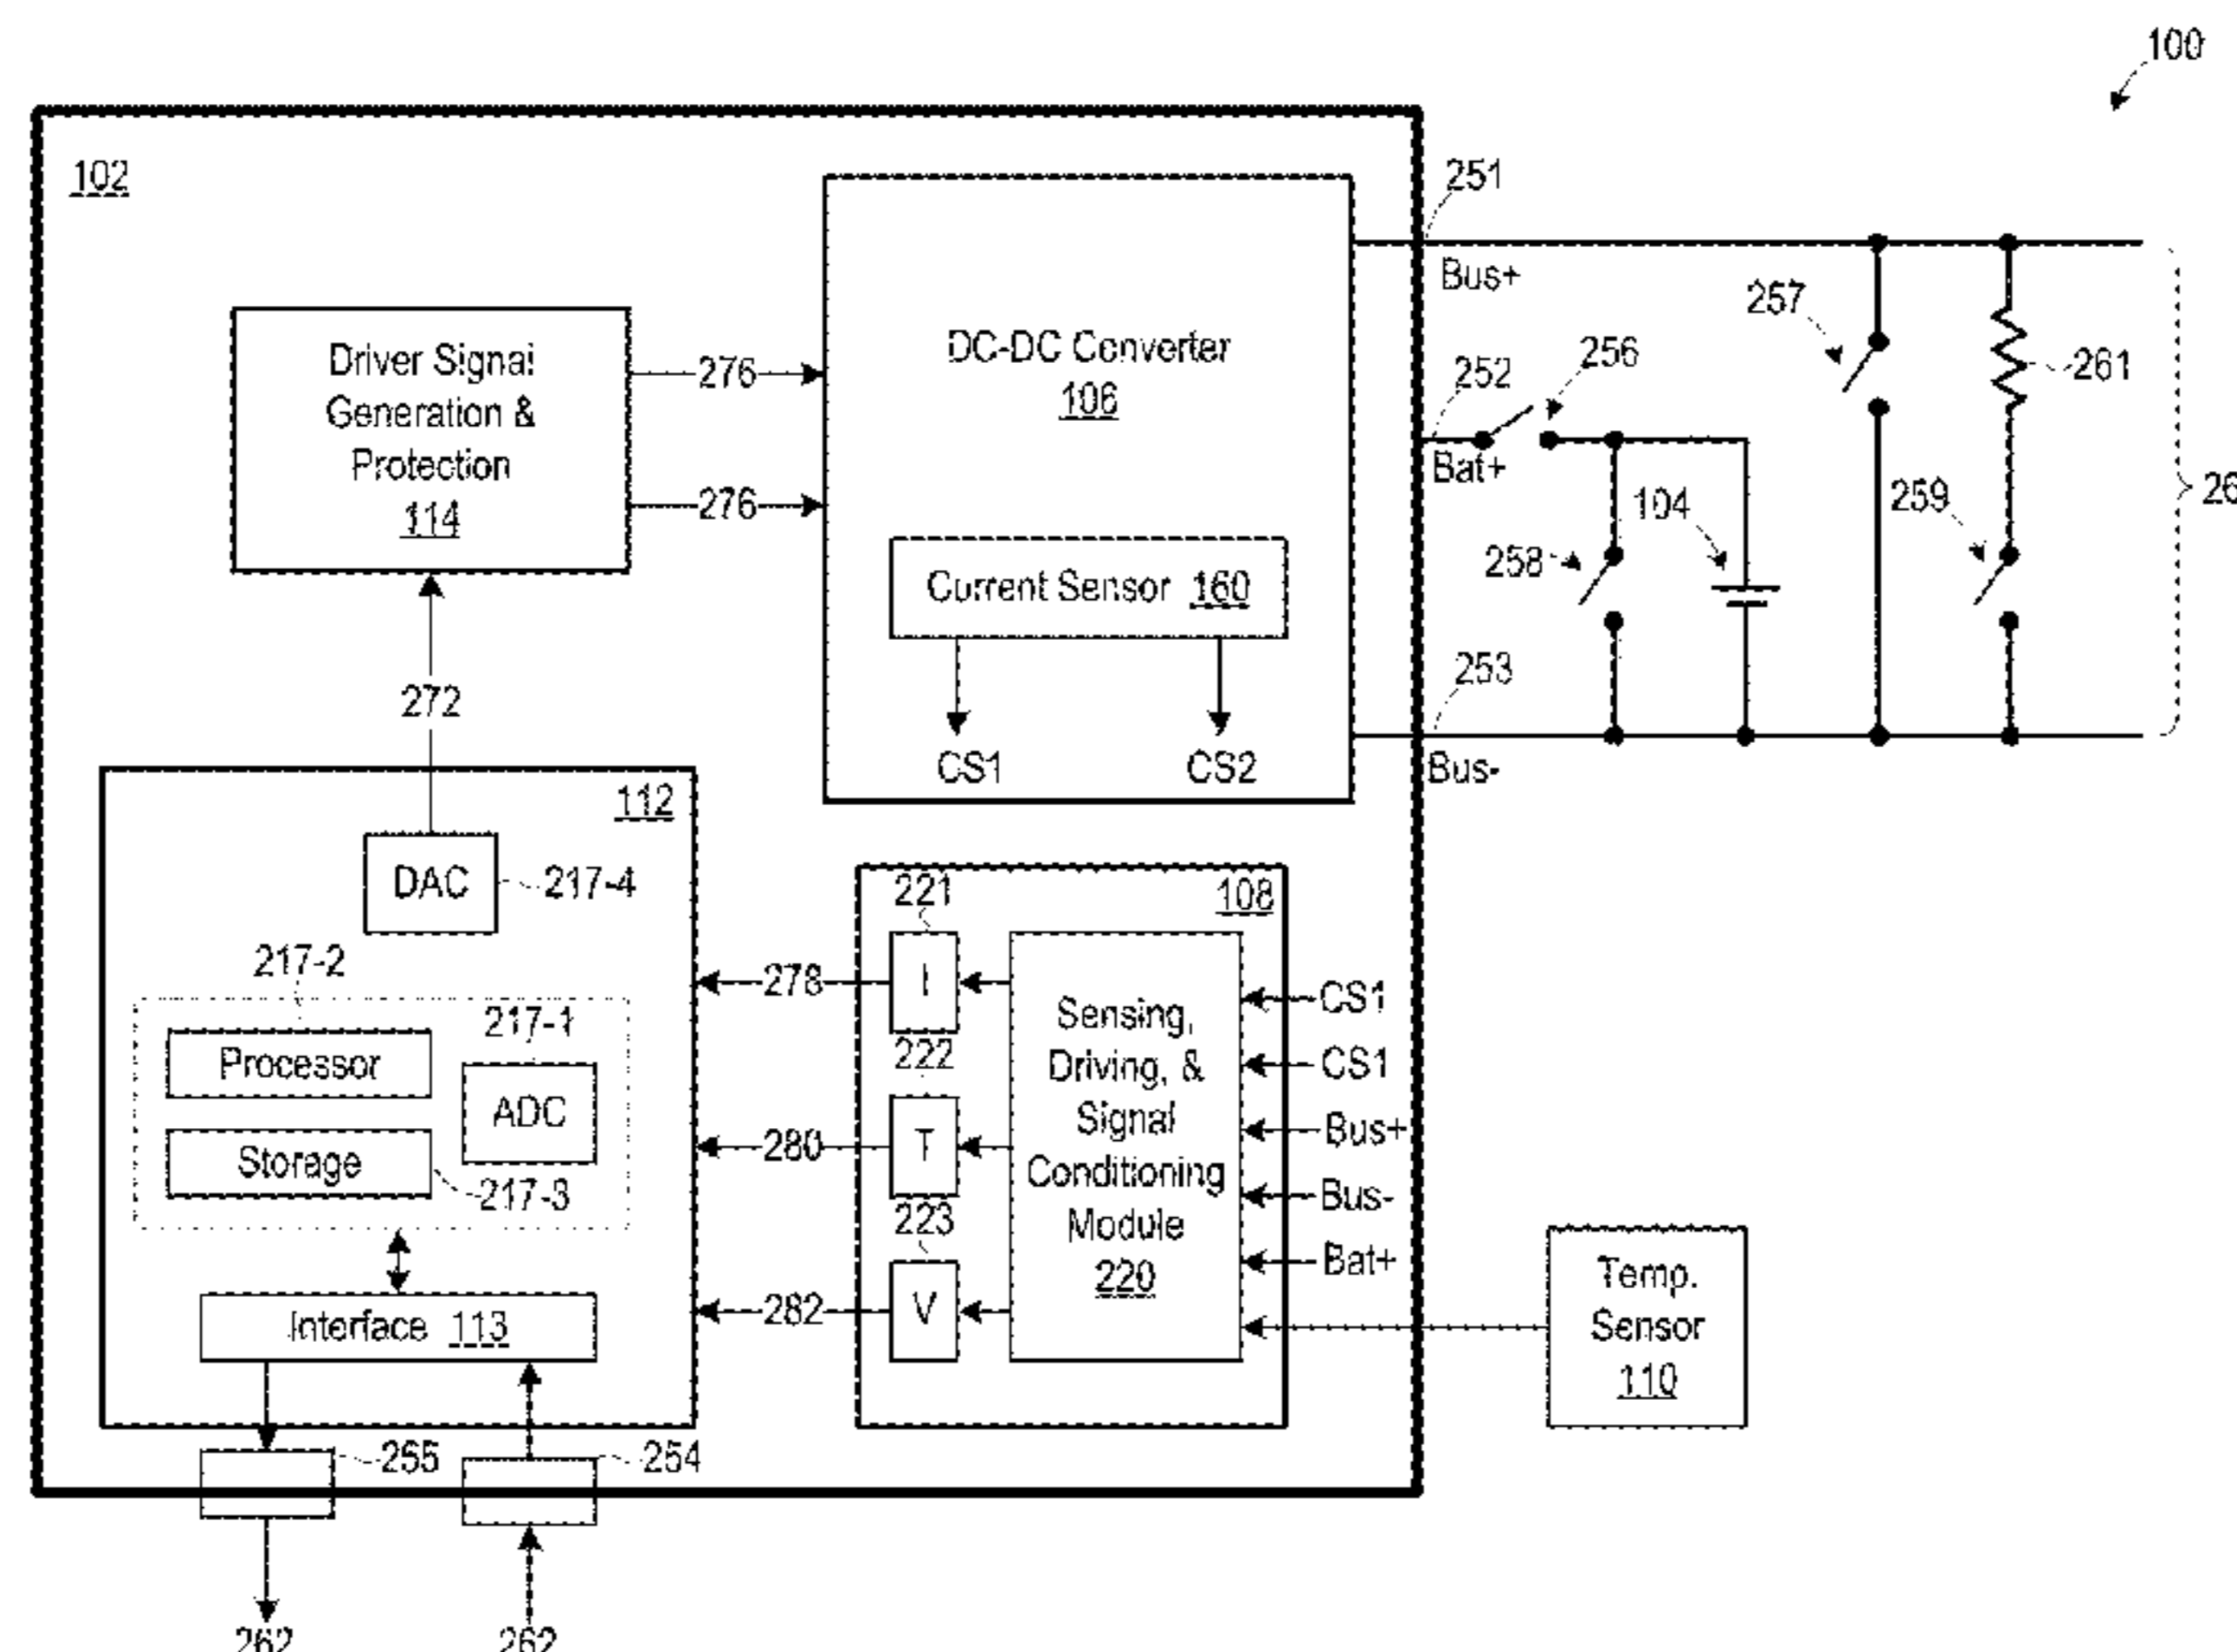 100
102
251
Bus+
257
DC-DC Converter
106
252
256
261
Driver Signal
Generation &
Protection
114
276
276
Bat+
104
259
26
258
Current Sensor 160
253
272
CS1
CS2
Bus-
112
DAC
217-4
221
108
217-2
278
I
CS1
217-1
Sensing,
Driving, &
Signal
Conditioning
Module
220
Processor
222
CS1
ADC
Bus+
280
T
Storage
217-3
Bus-
223
Bat+
Temp.
Sensor
110
Interface 113
282
V
255
254
262
262